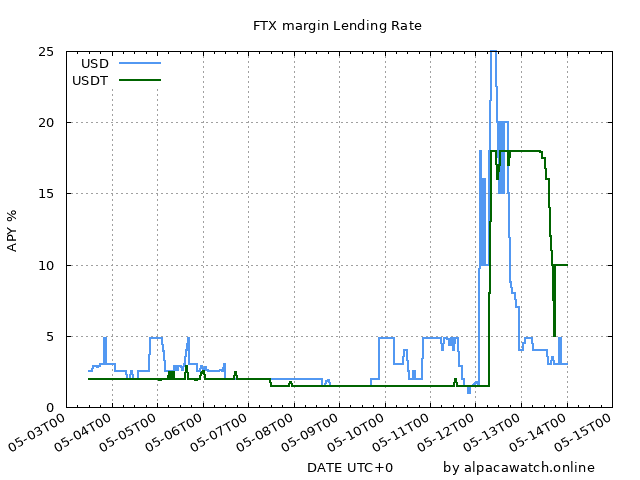 FTX margin Lending Rate
USD
USDT
25
20
15
10
5
0
APY %
05-03T00
05-04T00
05-05T00
05-06T00
05-07T00
05-08T00
05-09T00
05-10T00
05-11T00
05-12T00
05-13T00
05-14T00
05-15T00
DATE UTC+0
by alpacawatch.online